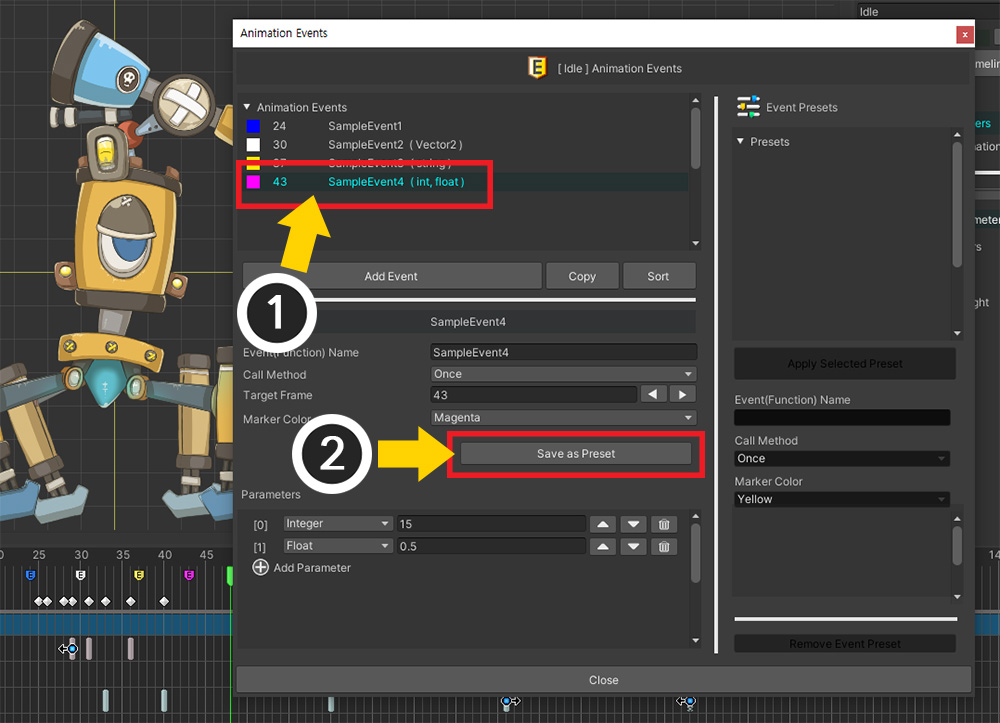 Idle
Animation Events
x
E [ Idle ] Animation Events
Animation Events
24 SampleEvent1
30 SampleEvent2 ( Vector2 )
37 SampleEvent3 ( string )
43 SampleEvent4 ( int, float )
Add Event Copy Sort
1
SampleEvent4
Event(Function) Name SampleEvent4
Call Method Once
Target Frame 43
Marker Color Magenta
2
Save as Preset
Parameters
[0] Integer 15
[1] Float 0.5
Add Parameter
Event Presets
Presets
Apply Selected Preset
Event(Function) Name
Call Method
Once
Marker Color
Yellow
Remove Event Preset
Close
25 30 35 40 45
E E E E